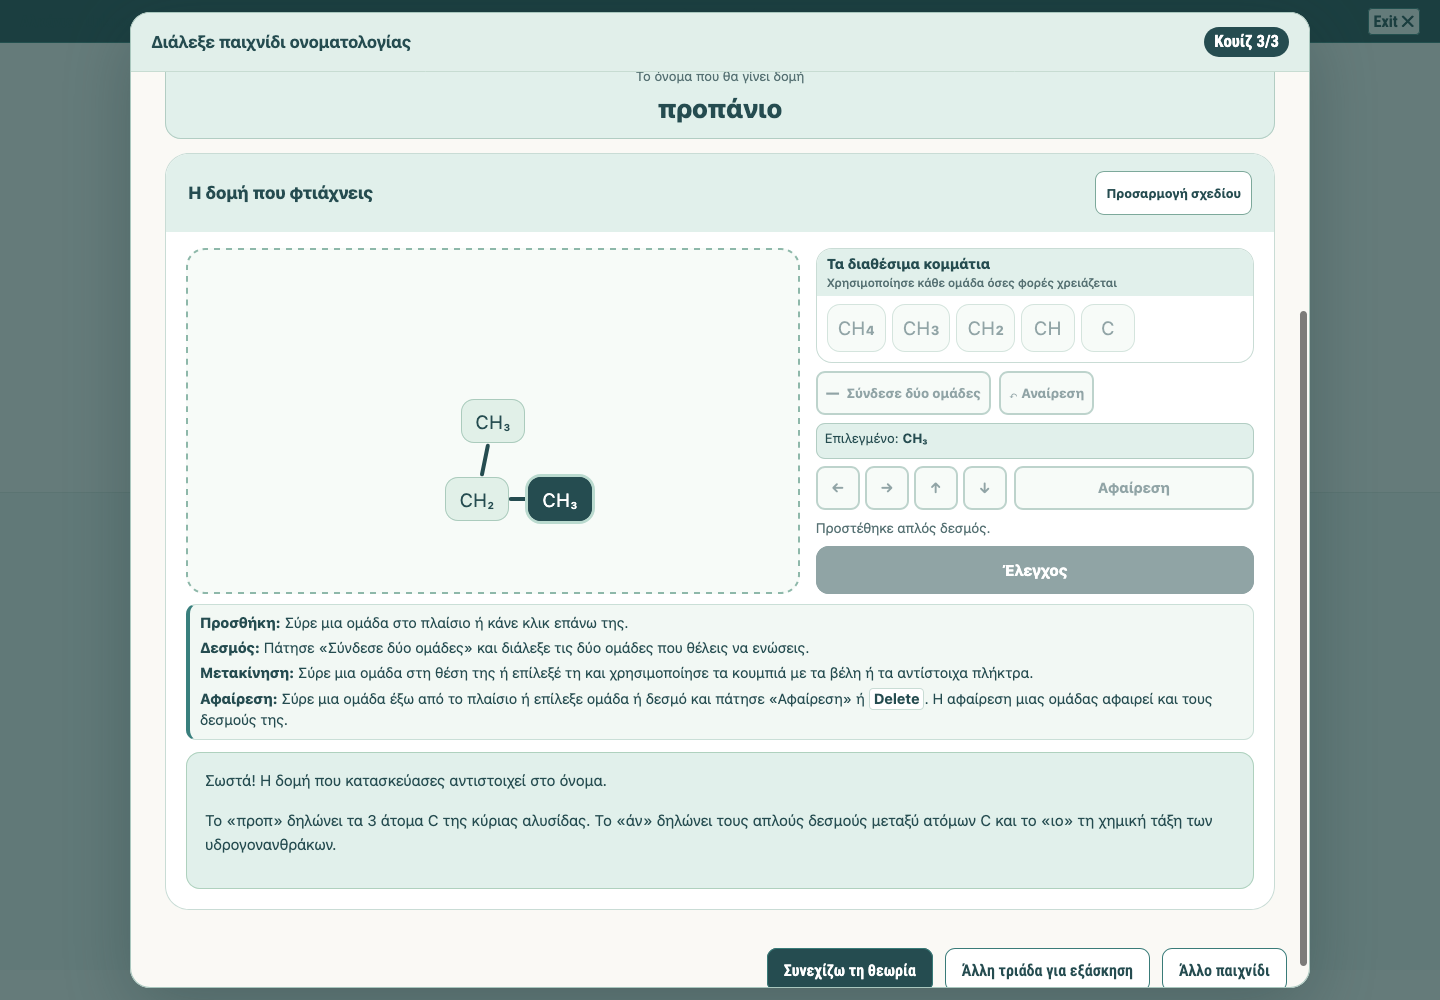 Exit ✕
Διάλεξε παιχνίδι ονοματολογίας
Κουίζ 3/3
Το όνομα που θα γίνει δομή
προπάνιο
Η δομή που φτιάχνεις
Προσαρμογή σχεδίου
CH₃
CH₂
CH₃
Τα διαθέσιμα κομμάτια
Χρησιμοποίησε κάθε ομάδα όσες φορές χρειάζεται
CH₄ CH₃ CH₂ CH C
— Σύνδεσε δύο ομάδες
↶ Αναίρεση
Επιλεγμένο: CH₃
← → ↑ ↓ Αφαίρεση
Προστέθηκε απλός δεσμός.
Έλεγχος
Προσθήκη: Σύρε μια ομάδα στο πλαίσιο ή κάνε κλικ επάνω της.
Δεσμός: Πάτησε «Σύνδεσε δύο ομάδες» και διάλεξε τις δύο ομάδες που θέλεις να ενώσεις.
Μετακίνηση: Σύρε μια ομάδα στη θέση της ή επίλεξέ τη και χρησιμοποίησε τα κουμπιά με τα βέλη ή τα αντίστοιχα πλήκτρα.
Αφαίρεση: Σύρε μια ομάδα έξω από το πλαίσιο ή επίλεξε ομάδα ή δεσμό και πάτησε «Αφαίρεση» ή Delete. Η αφαίρεση μιας ομάδας αφαιρεί και τους
δεσμούς της.
Σωστά! Η δομή που κατασκεύασες αντιστοιχεί στο όνομα.
Το «προπ» δηλώνει τα 3 άτομα C της κύριας αλυσίδας. Το «άν» δηλώνει τους απλούς δεσμούς μεταξύ ατόμων C και το «ιο» τη χημική τάξη των
υδρογονανθράκων.
Συνεχίζω τη θεωρία
Άλλη τριάδα για εξάσκηση
Άλλο παιχνίδι